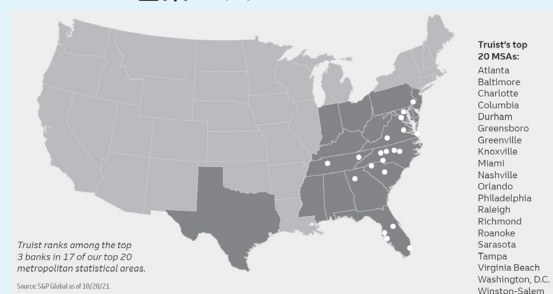 Truist's top
20 MSAs:
Atlanta
Baltimore
Charlotte
Columbia
Durham
Greensboro
Greenville
Knoxville
Miami
Nashville
Orlando
Philadelphia
Raleigh
Richmond
Roanoke
Sarasota
Tampa
Virginia Beach
Washington, D.C.
Winston-Salem
Truist ranks among the top
3 banks in 17 of our top 20
metropolitan statistical areas.
Source: S&P Global as of 10/20/21.